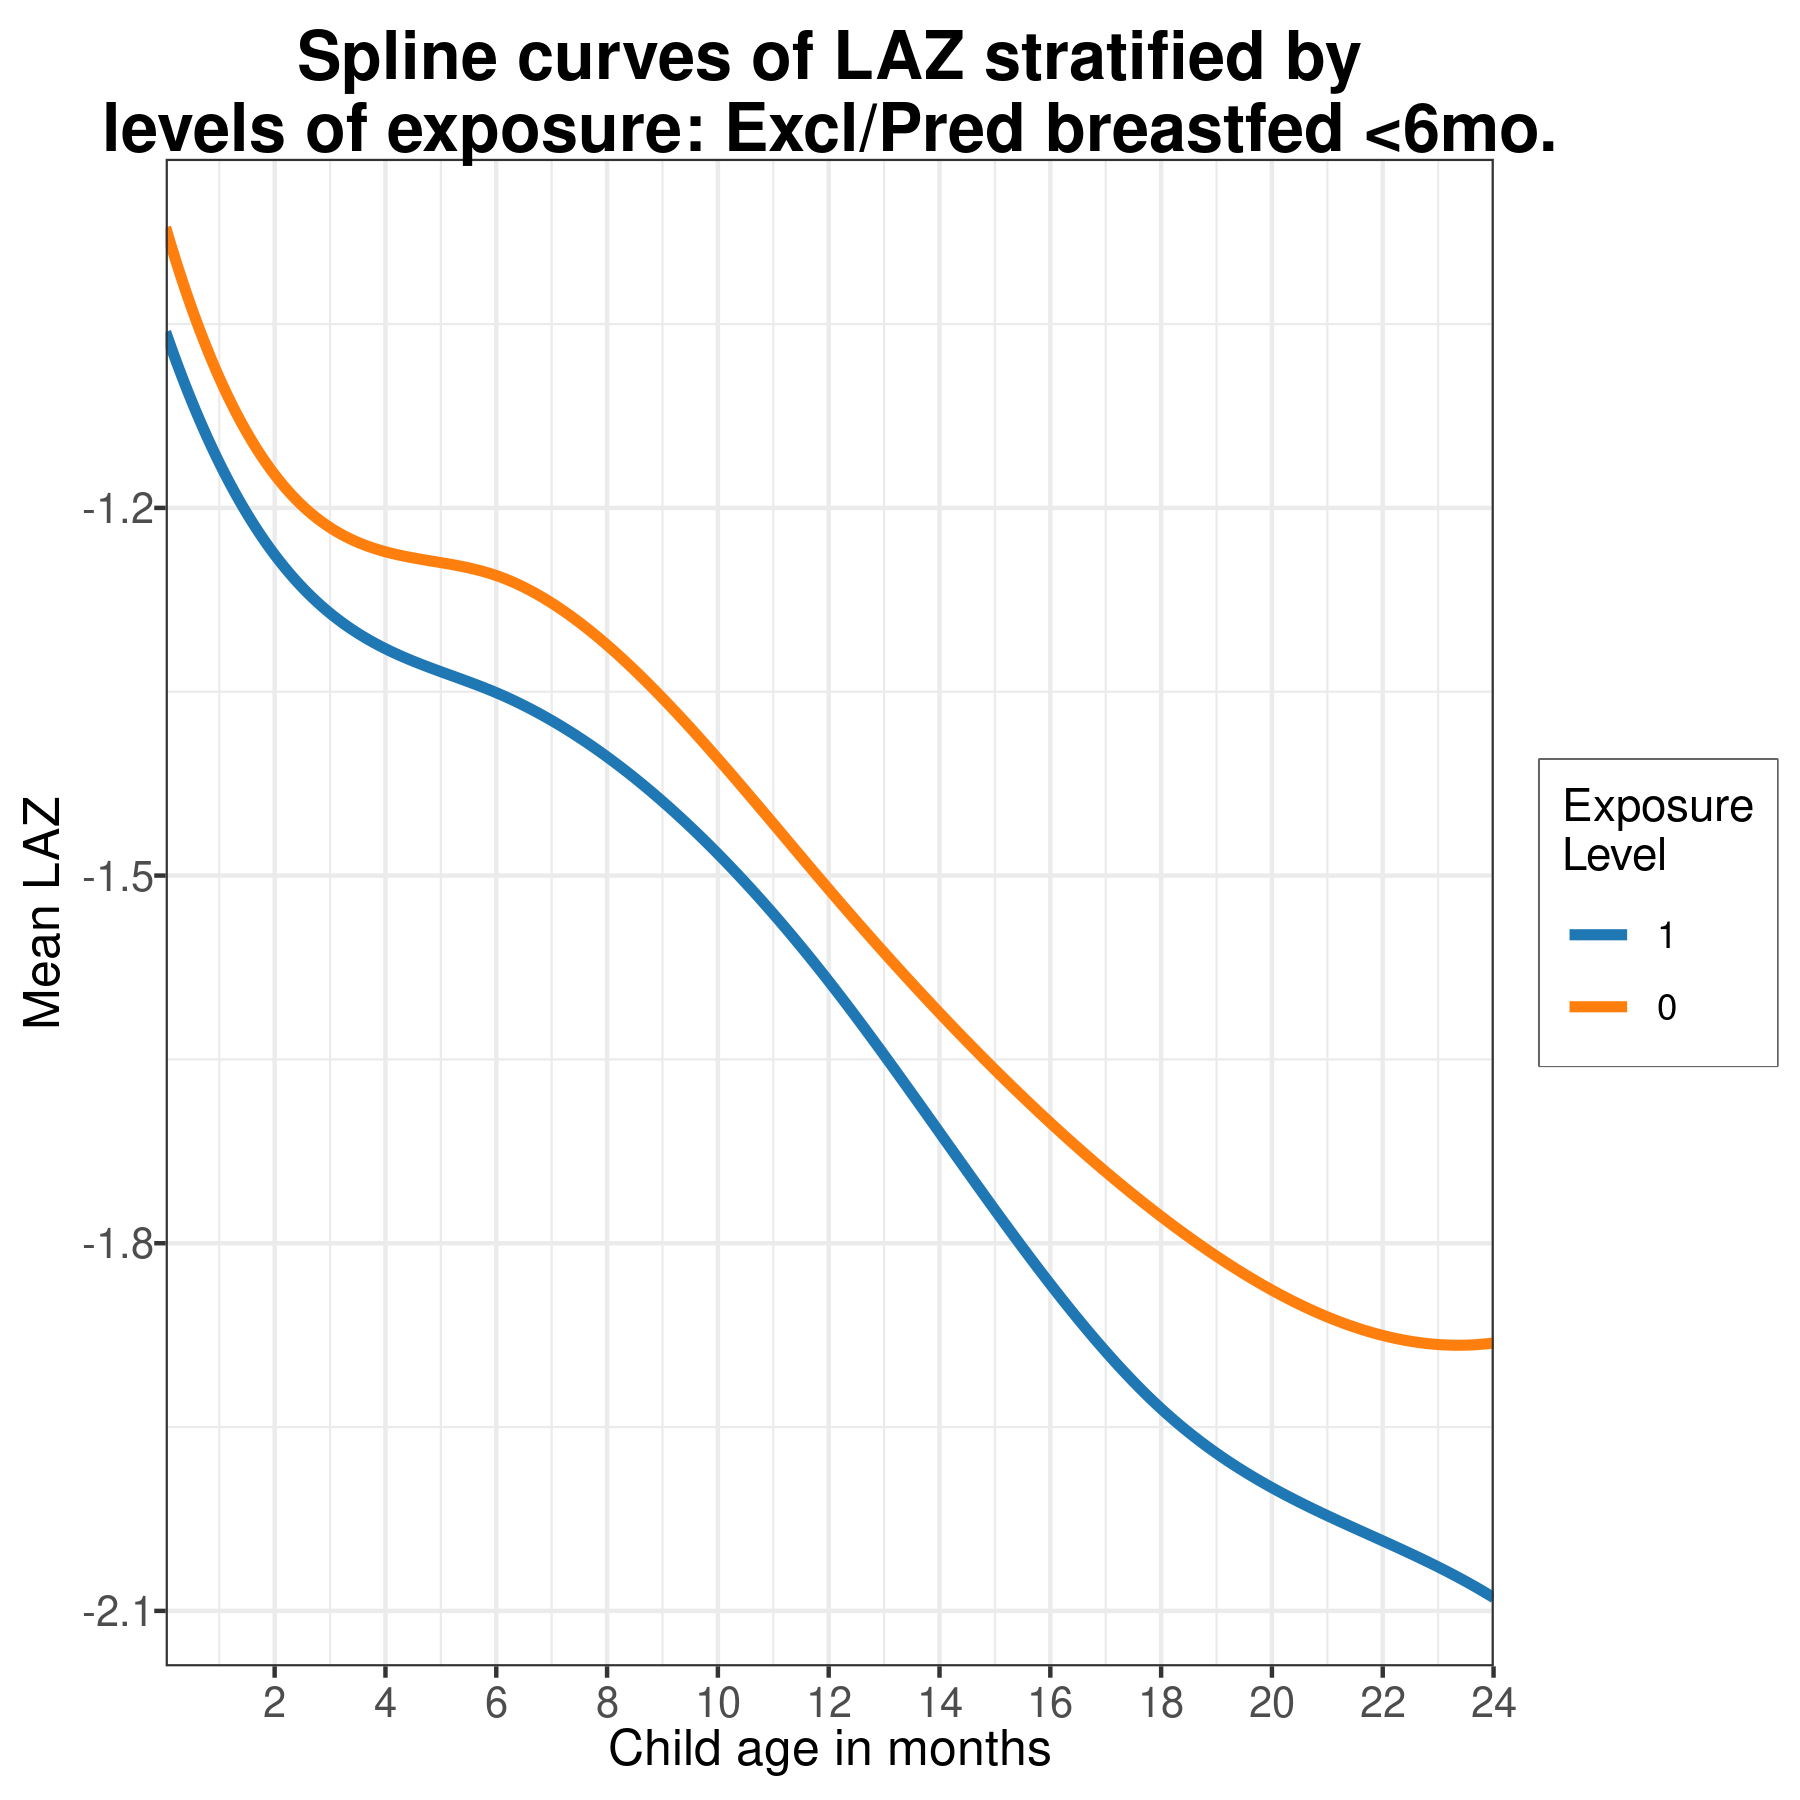 Spline curves of LAZ stratified by
levels of exposure: Excl/Pred breastfed <6mo.
-1.2
-1.5
-1.8
-2.1
Mean LAZ
2 4 6 8 10 12 14 16 18 20 22 24
Child age in months
Exposure
Level
1
0